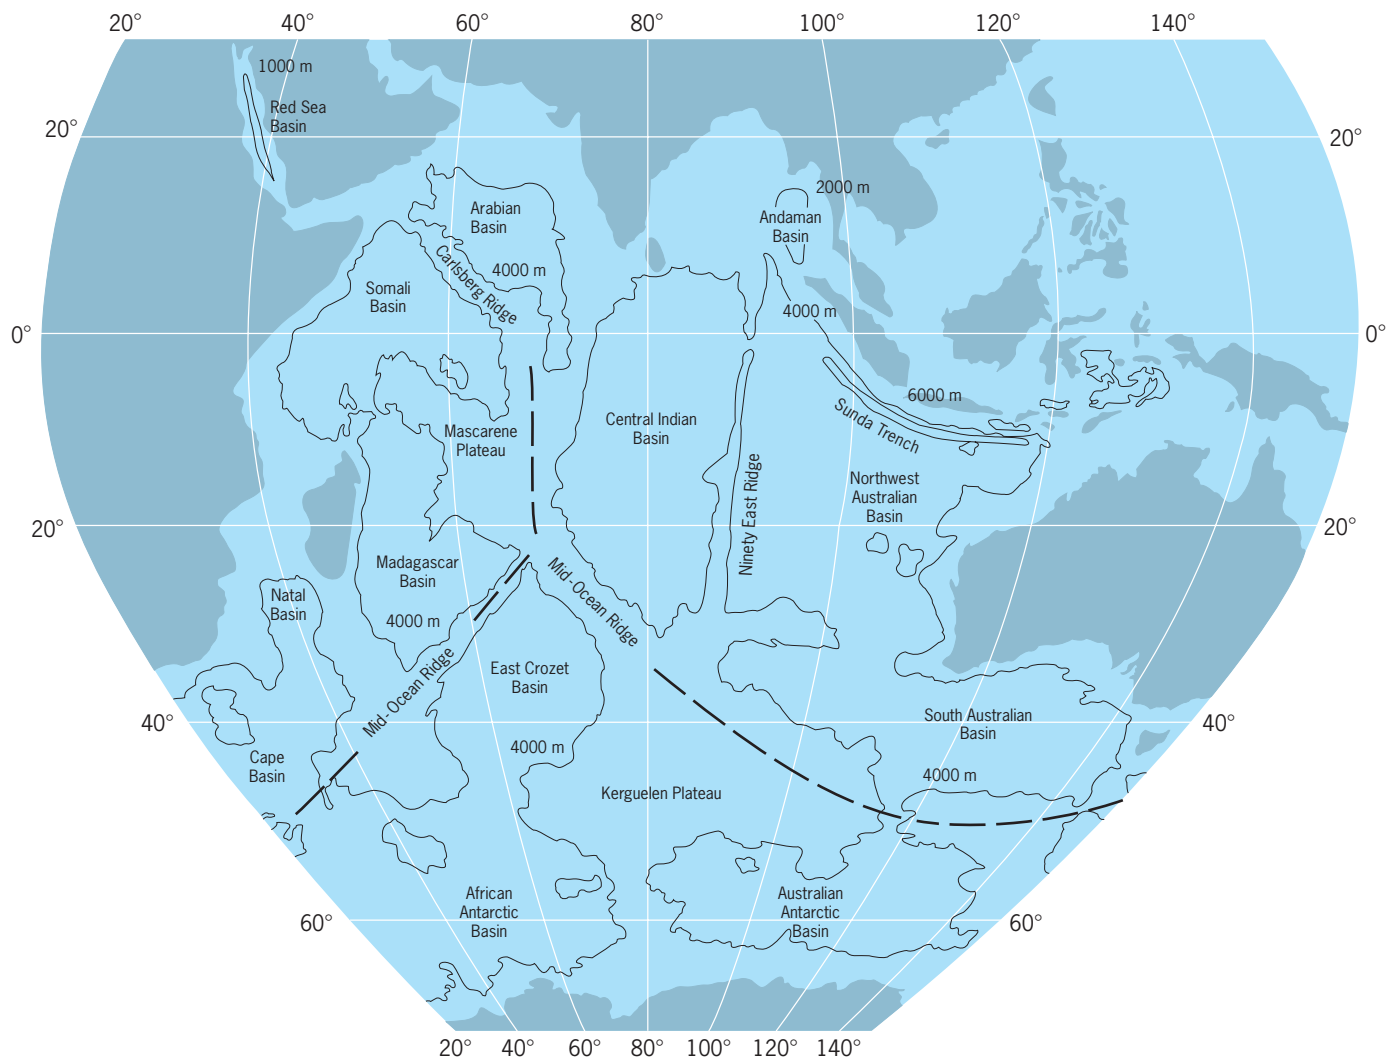 20° 40° 60° 80° 100° 120° 140°
1000 m
Red Sea
Basin
20° 20°
2000 m
Arabian
Basin
Andaman
Basin
Carlsberg Ridge
4000 m
Somali
Basin
4000 m
0° 0°
6000 m
Sunda Trench
Central Indian
Basin
Mascarene
Plateau
Ninety East Ridge
Northwest
Australian
Basin
20° 20°
Madagascar
Basin
Mid-Ocean Ridge
Natal
Basin
4000 m
Mid-Ocean Ridge
East Crozet
Basin
40° 40°
South Australian
Basin
4000 m
Cape
Basin
4000 m
Kerguelen Plateau
African
Antarctic
Basin
Australian
Antarctic
Basin
60° 60°
20° 40° 60° 80° 100° 120° 140°